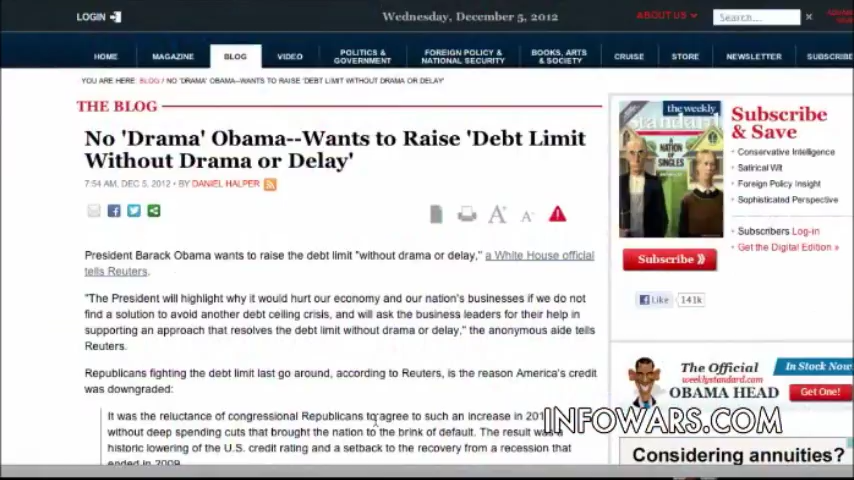 LOGIN
Wednesday, December 5, 2012
ABOUT US
Search...
HOME
MAGAZINE
BLOG
VIDEO
POLITICS &
GOVERNMENT
FOREIGN POLICY &
NATIONAL SECURITY
BOOKS, ARTS
& SOCIETY
CRUISE
STORE
NEWSLETTER
SUBSCRIBE
YOU ARE HERE: BLOG / NO 'DRAMA' OBAMA--WANTS TO RAISE 'DEBT LIMIT WITHOUT DRAMA OR DELAY'
THE BLOG
No 'Drama' Obama--Wants to Raise 'Debt Limit
Without Drama or Delay'
7:54 AM, DEC 5, 2012 • BY DANIEL HALPER
A+
A-
President Barack Obama wants to raise the debt limit "without drama or delay," a White House official
tells Reuters.
"The President will highlight why it would hurt our economy and our nation's businesses if we do not
find a solution to avoid another debt ceiling crisis, and will ask the business leaders for their help in
supporting an approach that resolves the debt limit without drama or delay," the anonymous aide tells
Reuters.
Republicans fighting the debt limit last go around, according to Reuters, is the reason America's credit
was downgraded:
It was the reluctance of congressional Republicans to agree to such an increase in 201
without deep spending cuts that brought the nation to the brink of default. The result was
historic lowering of the U.S. credit rating and a setback to the recovery from a recession that
ended in 2009.
the weekly
standard
A NATION
OF
SINGLES
Subscribe
& Save
Conservative Intelligence
Satirical Wit
Foreign Policy Insight
Sophisticated Perspective
Subscribers Log-in
Get the Digital Edition »
Subscribe
Like
141k
The Official
weeklystandard.com
OBAMA HEAD
In Stock Now
Get One!
INFOWARS.COM
Considering annuities?